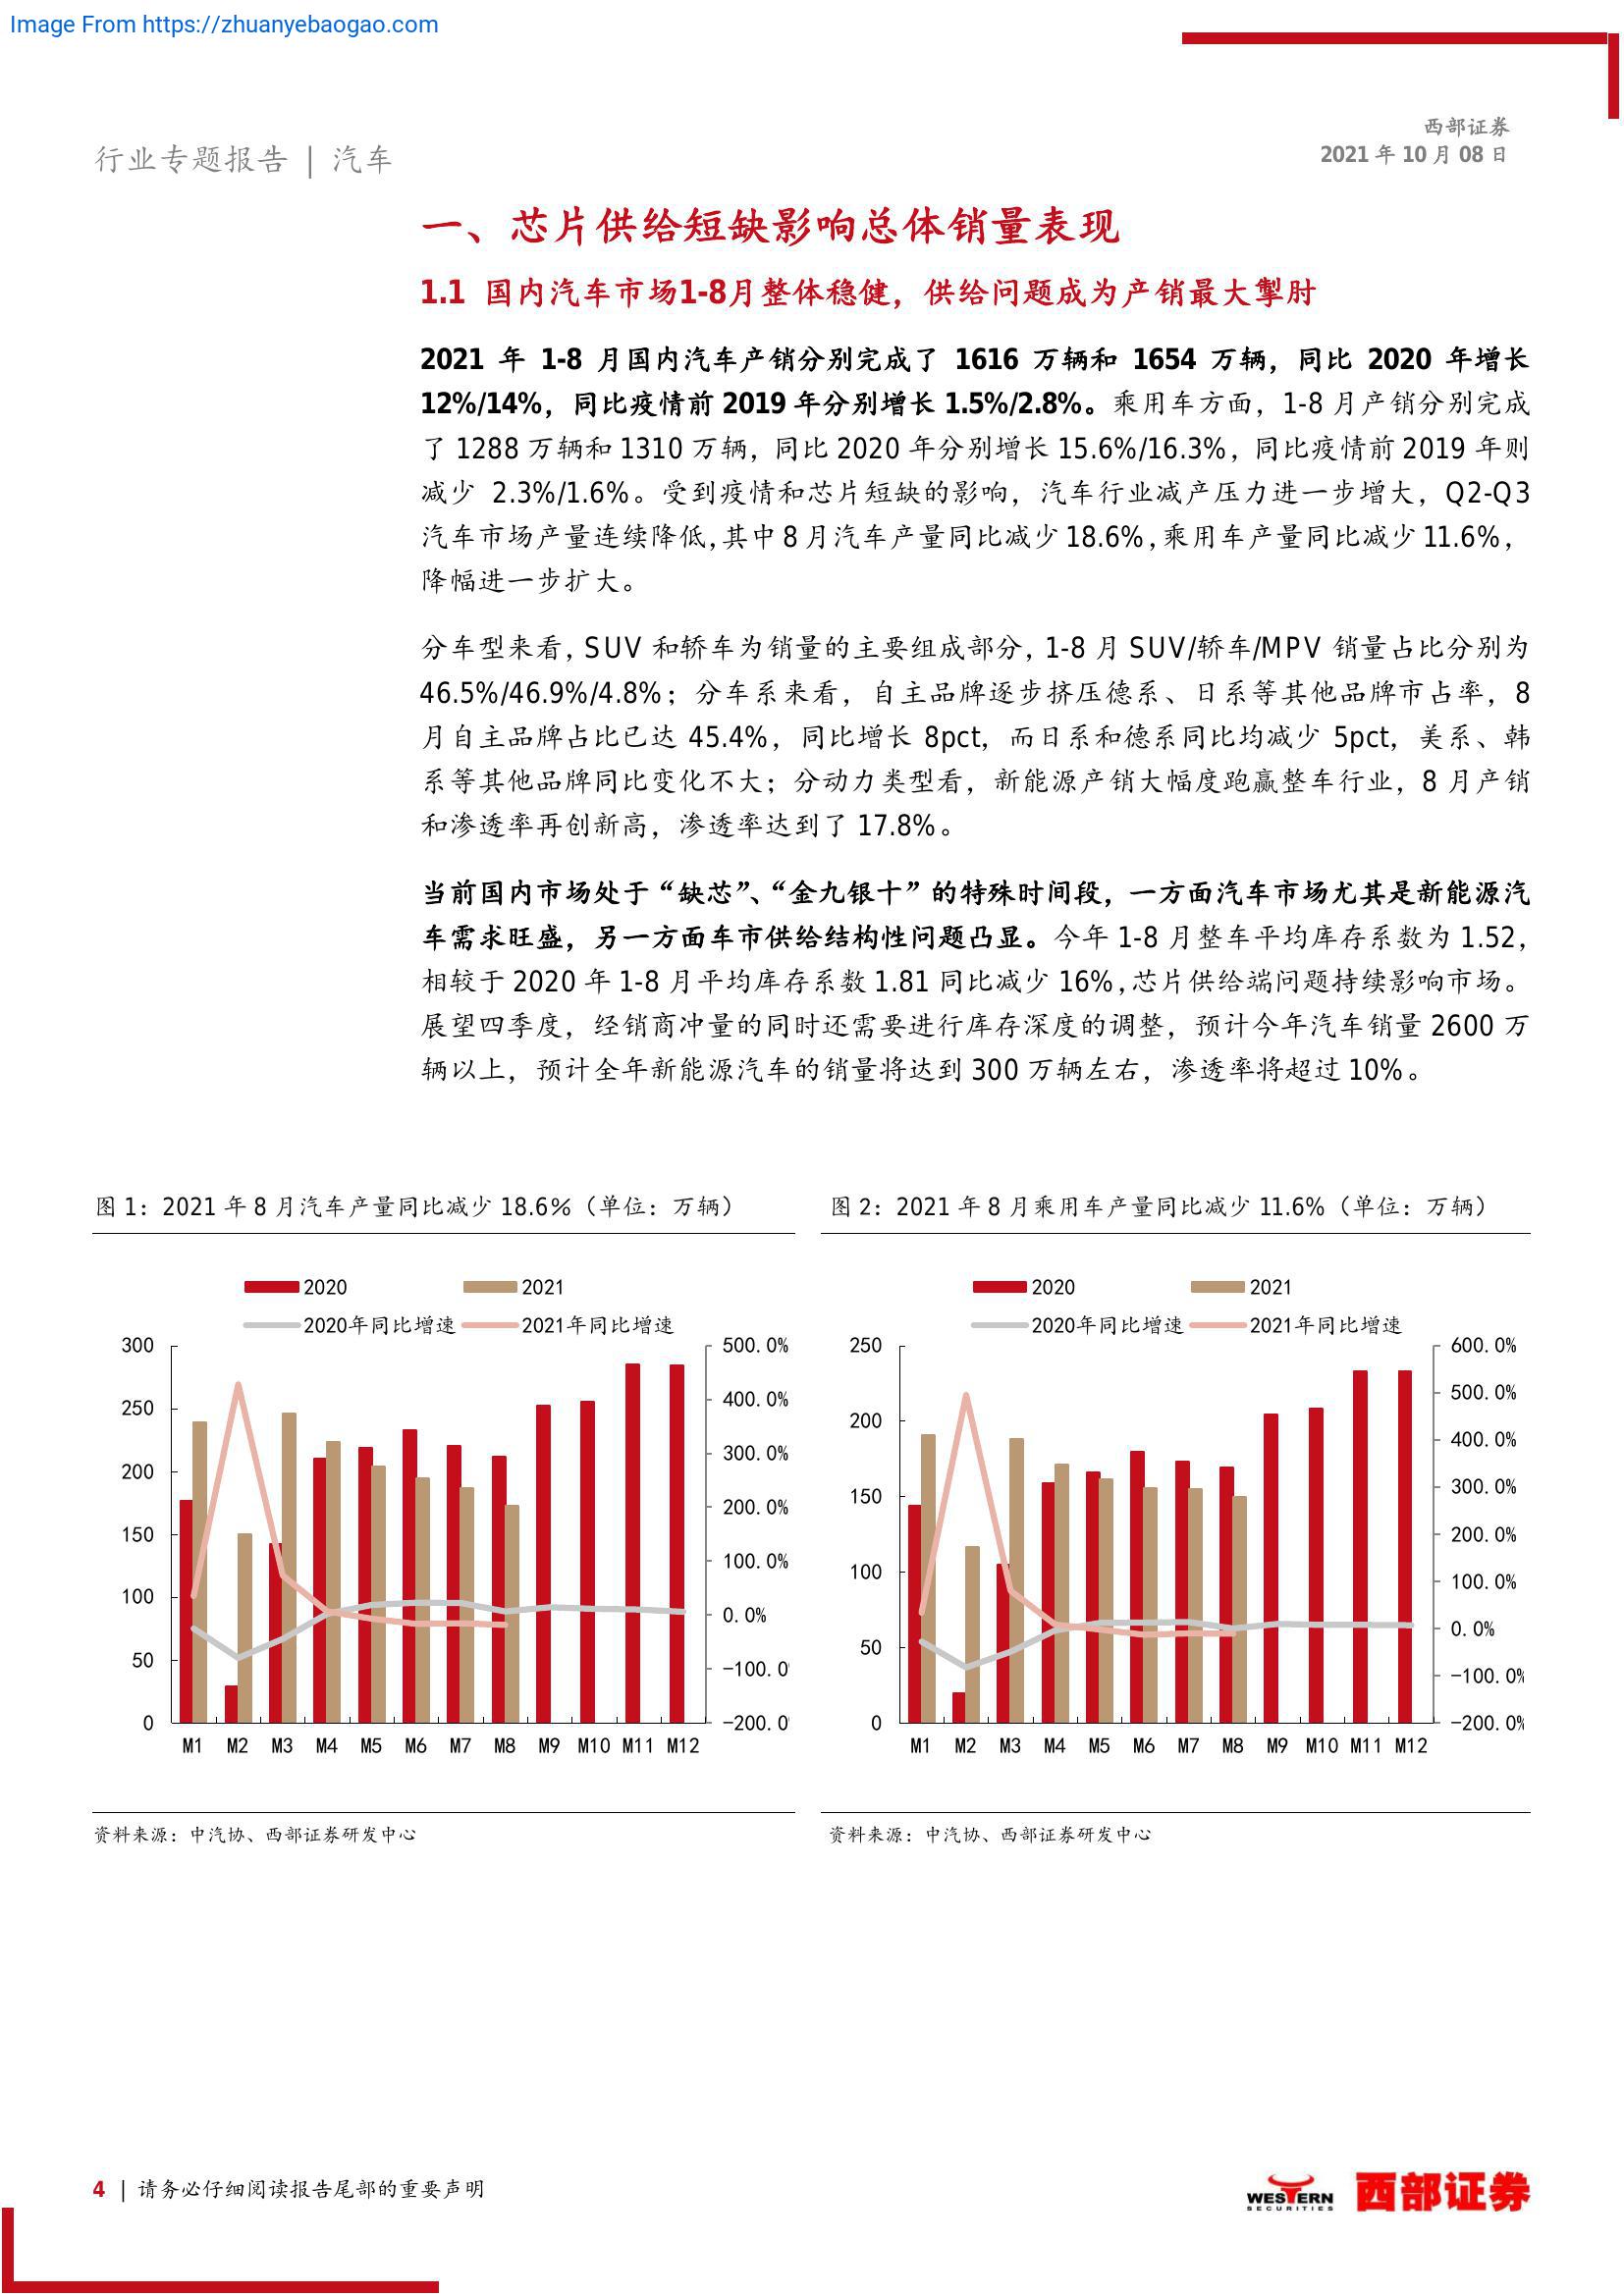 Image From https://zhuanyebaogao.com
西部证券
行业专题报告 | 汽车
2021 年 10 月 08 日
一、芯片供给短缺影响总体销量表现
1.1 国内汽车市场1-8月整体稳健，供给问题成为产销最大掣肘
2021 年 1-8 月国内汽车产销分别完成了 1616 万辆和 1654 万辆，同比 2020 年增长
12%/14%，同比疫情前 2019 年分别增长 1.5%/2.8%。乘用车方面，1-8 月产销分别完成
了 1288 万辆和 1310 万辆，同比 2020 年分别增长 15.6%/16.3%，同比疫情前 2019 年则
减少 2.3%/1.6%。受到疫情和芯片短缺的影响，汽车行业减产压力进一步增大，Q2-Q3
汽车市场产量连续降低，其中 8 月汽车产量同比减少 18.6%，乘用车产量同比减少 11.6%，
降幅进一步扩大。
分车型来看，SUV 和轿车为销量的主要组成部分，1-8 月 SUV/轿车/MPV 销量占比分别为
46.5%/46.9%/4.8%；分车系来看，自主品牌逐步挤压德系、日系等其他品牌市占率，8
月自主品牌占比已达 45.4%，同比增长 8pct，而日系和德系同比均减少 5pct，美系、韩
系等其他品牌同比变化不大；分动力类型看，新能源产销大幅度跑赢整车行业，8 月产销
和渗透率再创新高，渗透率达到了 17.8%。
当前国内市场处于“缺芯”、“金九银十”的特殊时间段，一方面汽车市场尤其是新能源汽
车需求旺盛，另一方面车市供给结构性问题凸显。今年 1-8 月整车平均库存系数为 1.52，
相较于 2020 年 1-8 月平均库存系数 1.81 同比减少 16%，芯片供给端问题持续影响市场。
展望四季度，经销商冲量的同时还需要进行库存深度的调整，预计今年汽车销量 2600 万
辆以上，预计全年新能源汽车的销量将达到 300 万辆左右，渗透率将超过 10%。
图 1：2021 年 8 月汽车产量同比减少 18.6%（单位：万辆）
2020 2021
2020年同比增速 2021年同比增速
300
250
200
150
100
50
0
500.0%
400.0%
300.0%
200.0%
100.0%
0.0%
-100.0
-200.0
M1 M2 M3 M4 M5 M6 M7 M8 M9 M10 M11 M12
资料来源：中汽协、西部证券研发中心
图 2：2021 年 8 月乘用车产量同比减少 11.6%（单位：万辆）
2020 2021
2020年同比增速 2021年同比增速
250
200
150
100
50
0
600.0%
500.0%
400.0%
300.0%
200.0%
100.0%
0.0%
-100.0%
-200.0%
M1 M2 M3 M4 M5 M6 M7 M8 M9 M10 M11 M12
资料来源：中汽协、西部证券研发中心
4 | 请务必仔细阅读报告尾部的重要声明
WESTERN
SECURITIES
西部证券